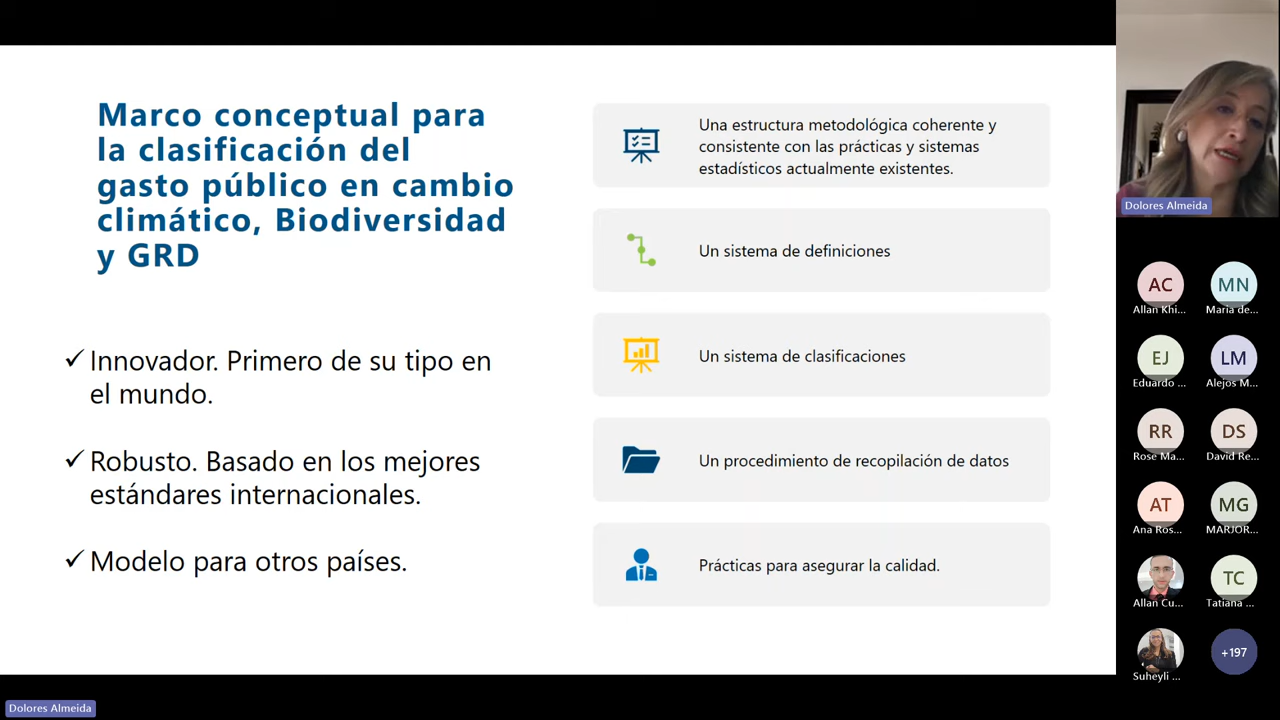 Marco conceptual para
la clasificación del
gasto público en cambio
climático, Biodiversidad
y GRD
✓ Innovador. Primero de su tipo en
el mundo.
✓ Robusto. Basado en los mejores
estándares internacionales.
✓ Modelo para otros países.
Una estructura metodológica coherente y
consistente con las prácticas y sistemas
estadísticos actualmente existentes.
Un sistema de definiciones
Un sistema de clasificaciones
Un procedimiento de recopilación de datos
Prácticas para asegurar la calidad.
Dolores Almeida
AC MN
Allan Khi... Maria de...
EJ LM
Eduardo ... Alejos M...
RR DS
Rose Ma... David Re...
AT MG
Ana Ros... MARJOR...
TC
Allan Cu... Tatiana ...
+197
Suheyli ...
Dolores Almeida